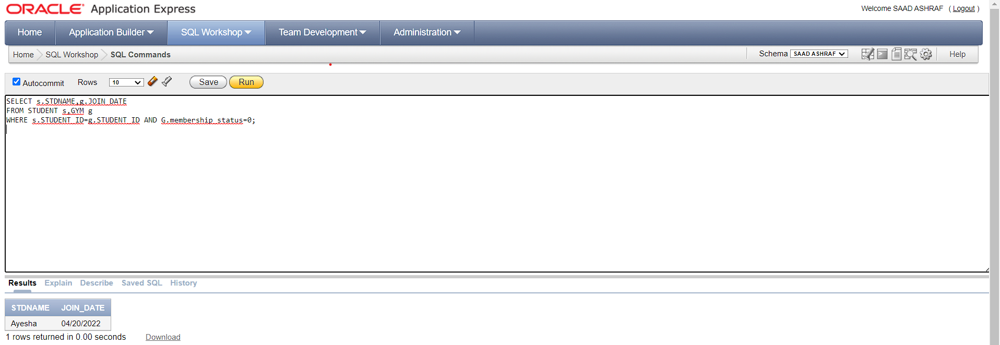 ORACLE® Application Express
Welcome SAAD ASHRAF ( Logout )
Home Application Builder SQL Workshop Team Development Administration
Home SQL Workshop SQL Commands Schema SAAD ASHRAF Help
Autocommit Rows 10 Save Run
SELECT s.STDNAME,g.JOIN_DATE
FROM STUDENT s,GYM g
WHERE s.STUDENT_ID=g.STUDENT_ID AND G.membership_status=0;
Results Explain Describe Saved SQL History
STDNAME JOIN_DATE
Ayesha 04/20/2022
1 rows returned in 0.00 seconds Download